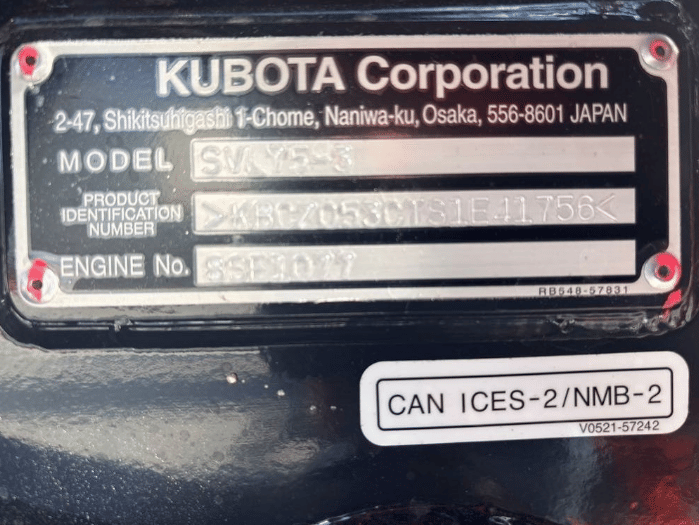 KUBOTA Corporation
2-47, Shikitsuhigashi 1-Chome, Naniwa-ku, Osaka, 556-8601 JAPAN
MODEL
PRODUCT
IDENTIFICATION
NUMBER
ENGINE No.
RB548-57831
CAN ICES-2/NMB-2
V0521-57242